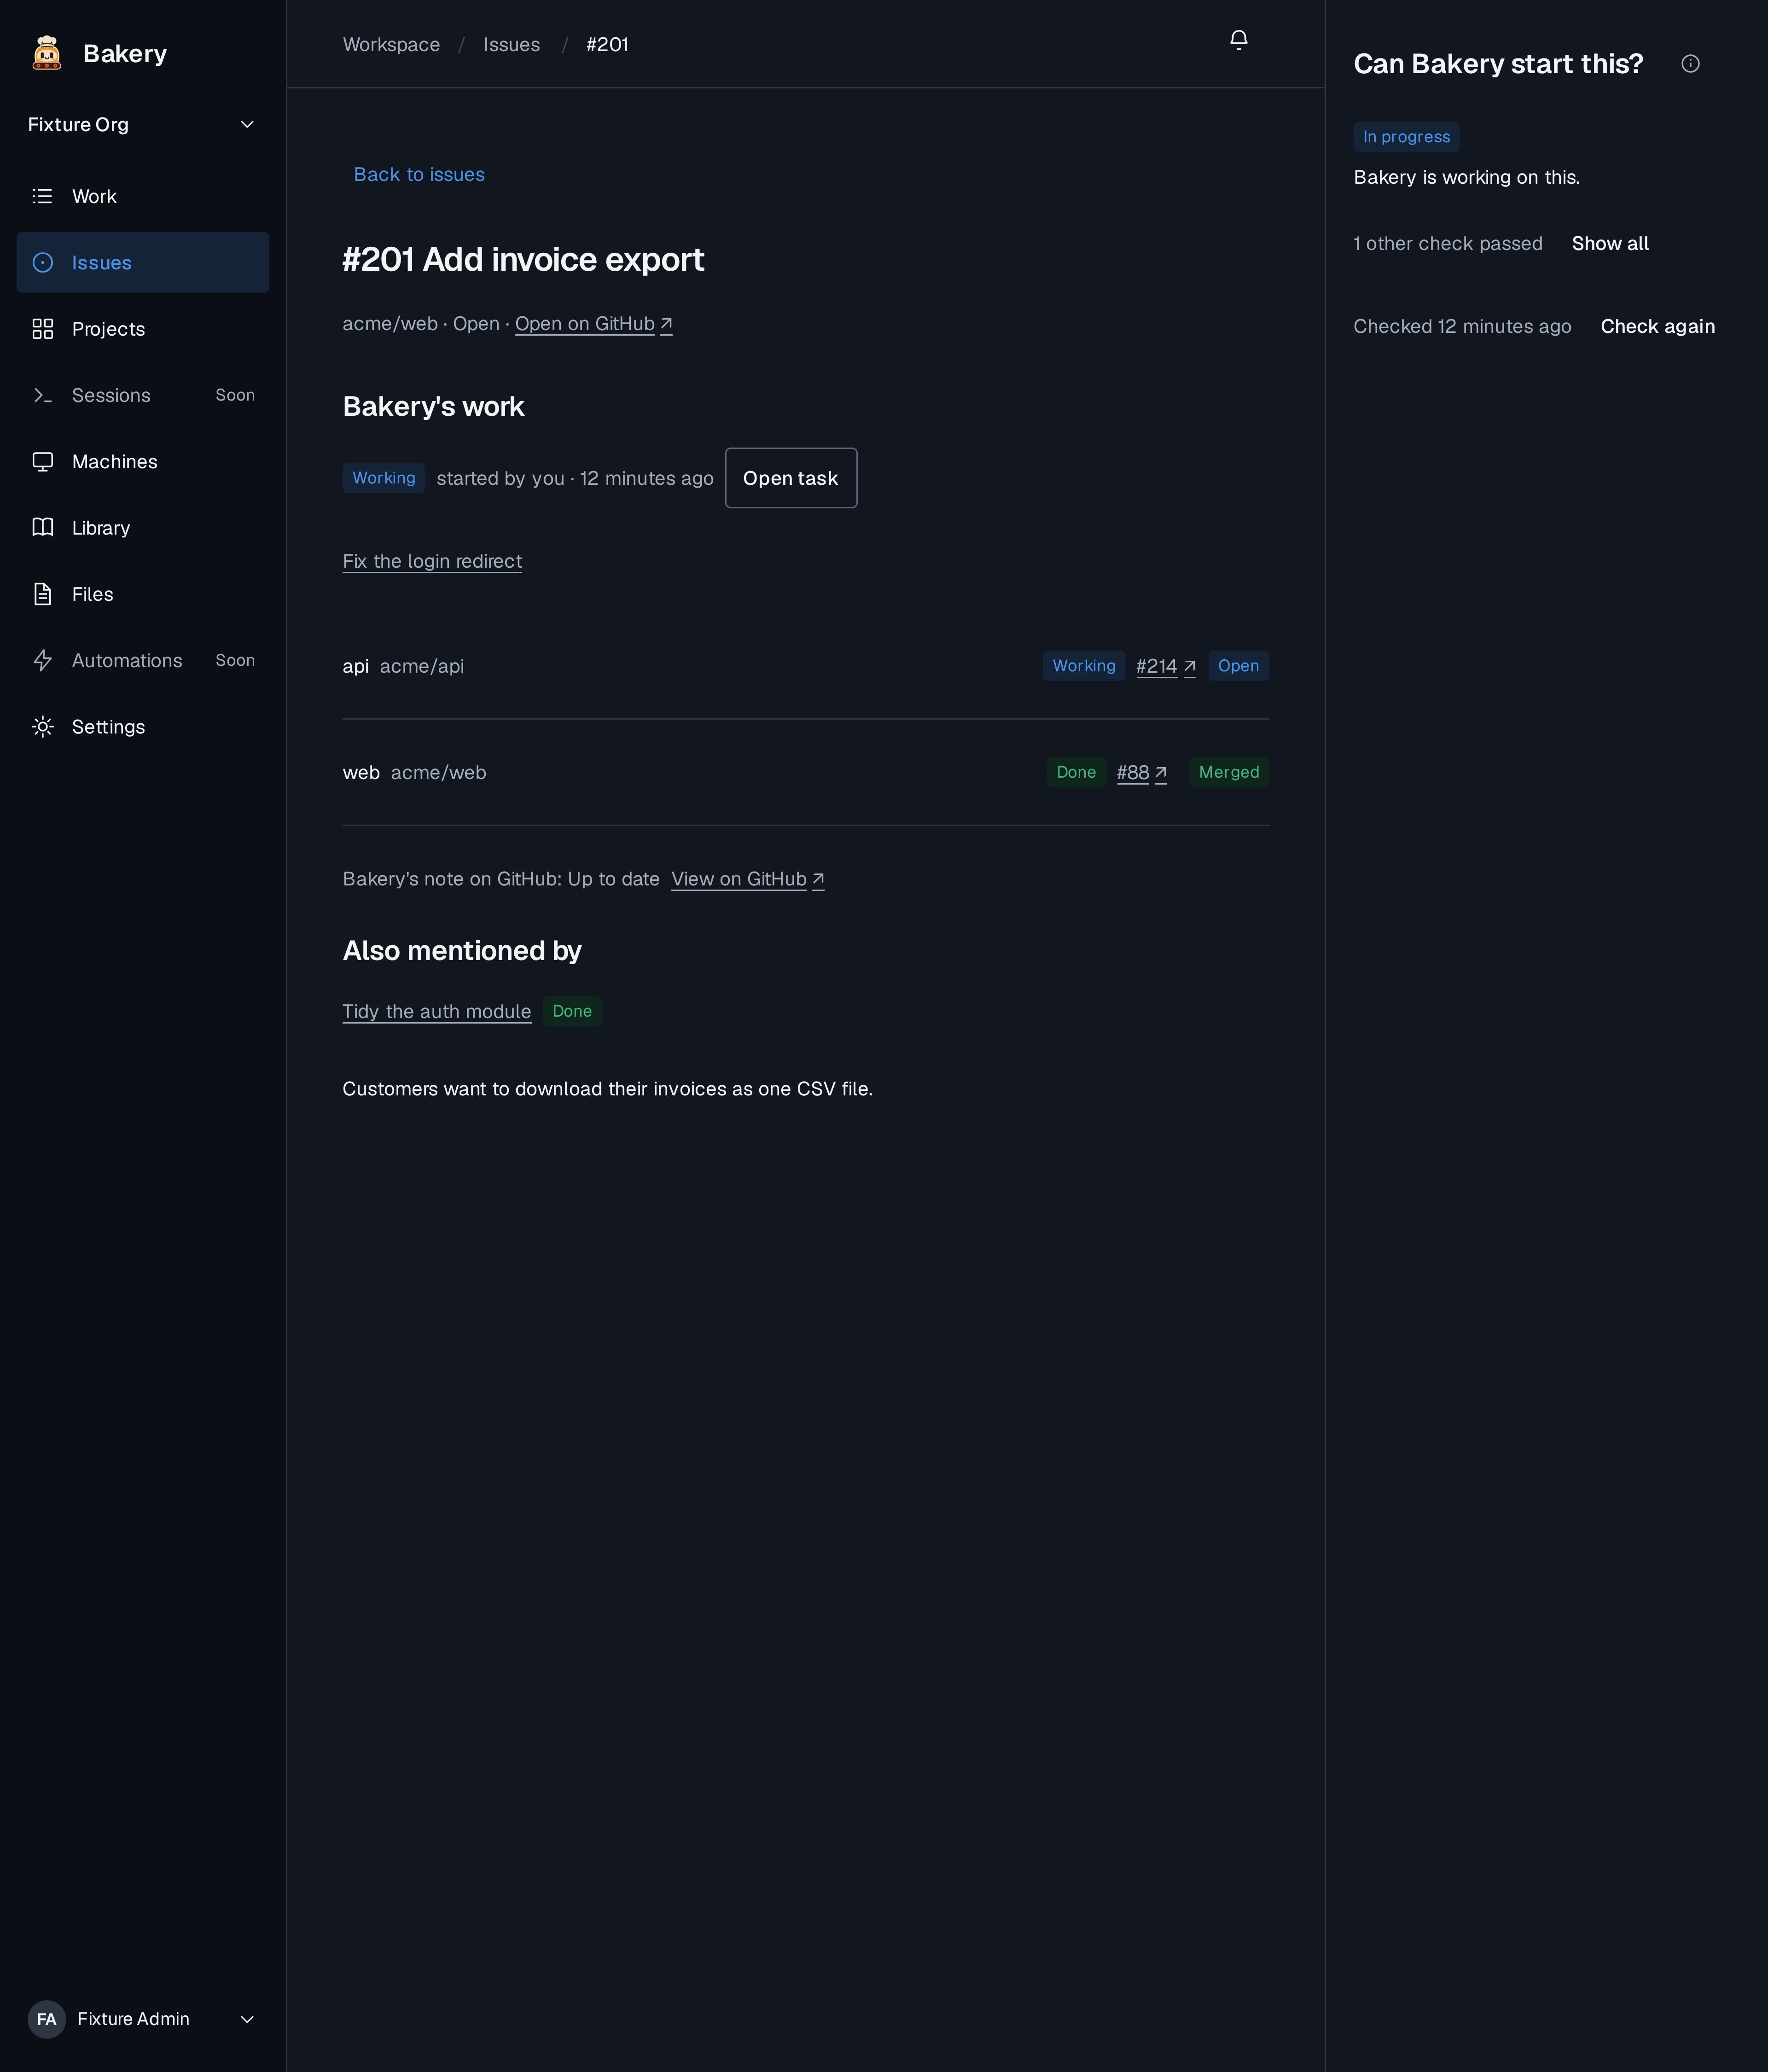 Bakery
Fixture Org
Work
Issues
Projects
Sessions Soon
Machines
Library
Files
Automations Soon
Settings
FA Fixture Admin
Workspace / Issues / #201
Back to issues
#201 Add invoice export
acme/web · Open · Open on GitHub ↗
Bakery's work
Working started by you · 12 minutes ago Open task
Fix the login redirect
api acme/api Working #214 ↗ Open
web acme/web Done #88 ↗ Merged
Bakery's note on GitHub: Up to date View on GitHub ↗
Also mentioned by
Tidy the auth module Done
Customers want to download their invoices as one CSV file.
Can Bakery start this?
In progress
Bakery is working on this.
1 other check passed Show all
Checked 12 minutes ago Check again